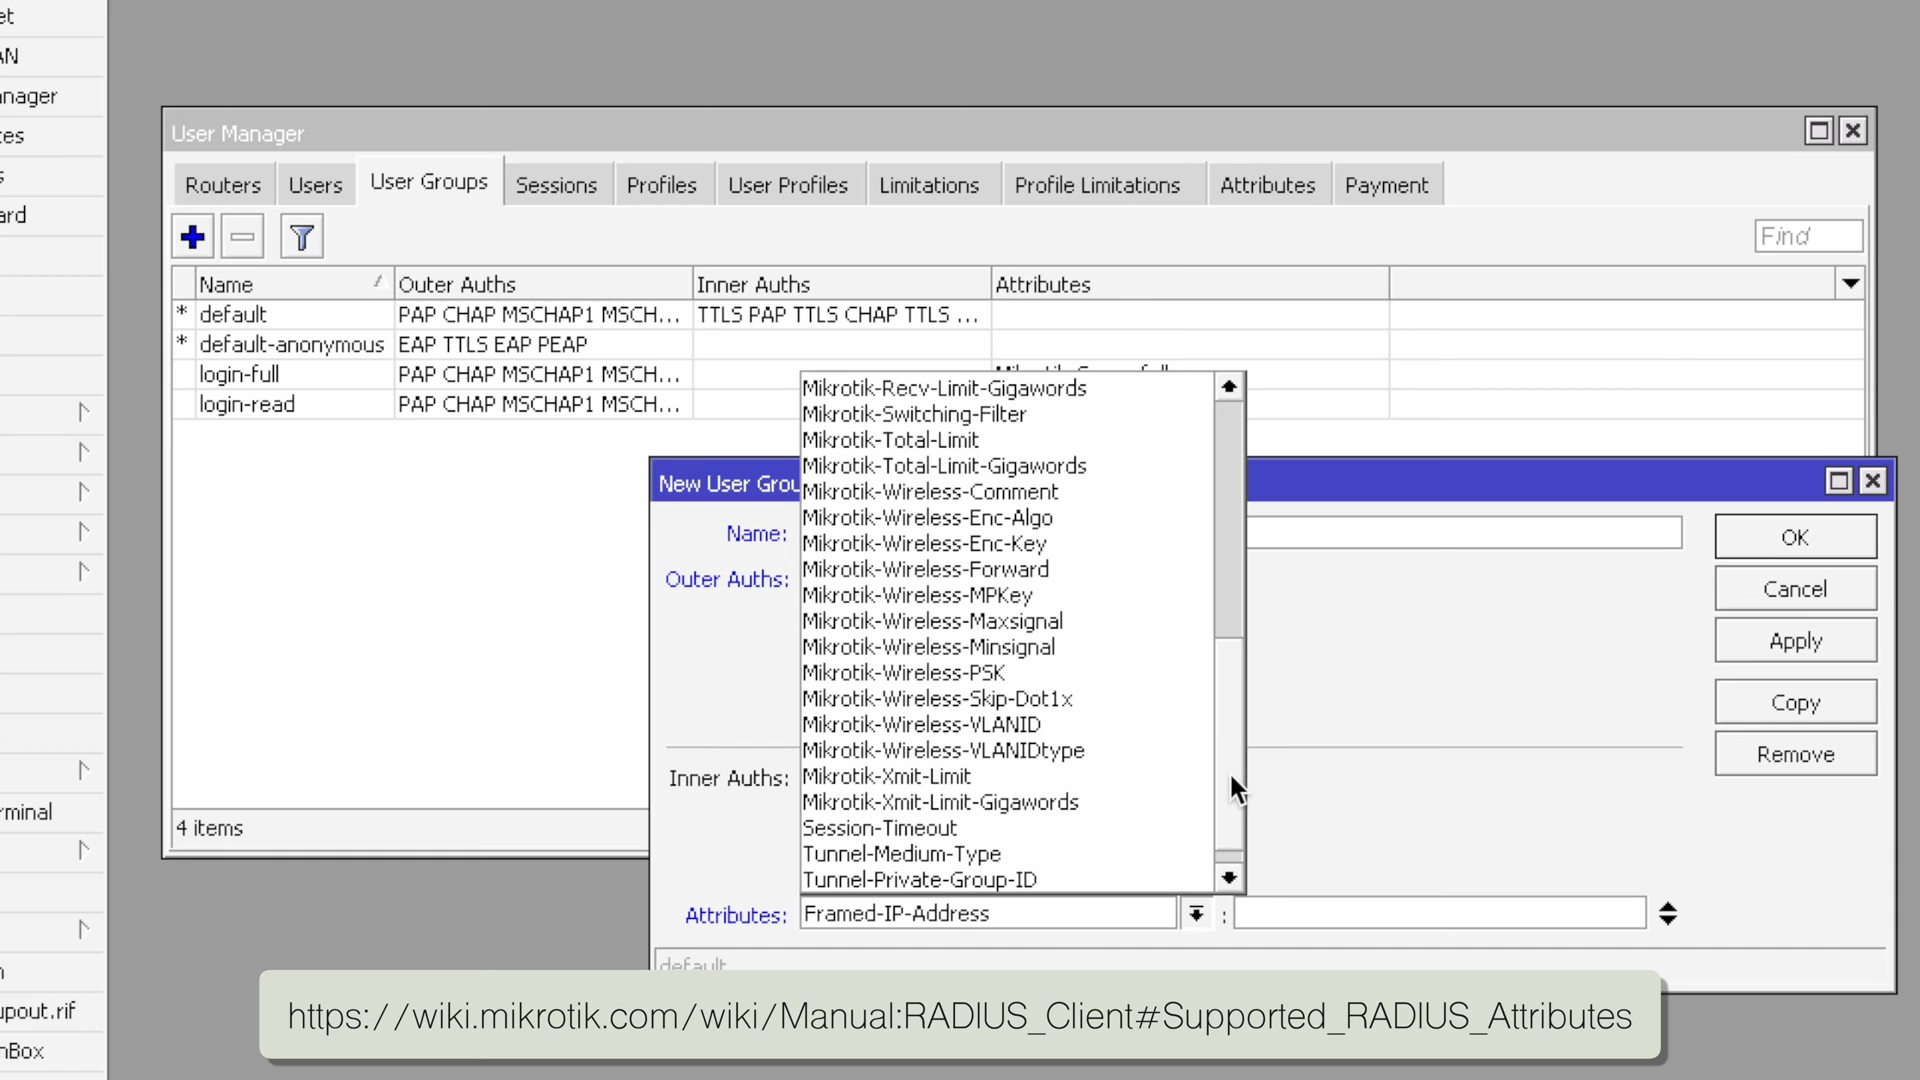 et
AN
anager
tes
s
ard
rminal
n
upout.rif
nBox
User Manager
Routers Users User Groups Sessions Profiles User Profiles Limitations Profile Limitations Attributes Payment
Find
Name Outer Auths Inner Auths Attributes
* default PAP CHAP MSCHAP1 MSCH... TTLS PAP TTLS CHAP TTLS ...
* default-anonymous EAP TTLS EAP PEAP
login-full PAP CHAP MSCHAP1 MSCH...
login-read PAP CHAP MSCHAP1 MSCH...
4 items
New User Grou
Name:
Outer Auths:
Inner Auths:
Mikrotik-Recv-Limit-Gigawords
Mikrotik-Switching-Filter
Mikrotik-Total-Limit
Mikrotik-Total-Limit-Gigawords
Mikrotik-Wireless-Comment
Mikrotik-Wireless-Enc-Algo
Mikrotik-Wireless-Enc-Key
Mikrotik-Wireless-Forward
Mikrotik-Wireless-MPKey
Mikrotik-Wireless-Maxsignal
Mikrotik-Wireless-Minsignal
Mikrotik-Wireless-PSK
Mikrotik-Wireless-Skip-Dot1x
Mikrotik-Wireless-VLANID
Mikrotik-Wireless-VLANIDtype
Mikrotik-Xmit-Limit
Mikrotik-Xmit-Limit-Gigawords
Session-Timeout
Tunnel-Medium-Type
Tunnel-Private-Group-ID
Attributes: Framed-IP-Address :
OK
Cancel
Apply
Copy
Remove
default
https://wiki.mikrotik.com/wiki/Manual:RADIUS_Client#Supported_RADIUS_Attributes